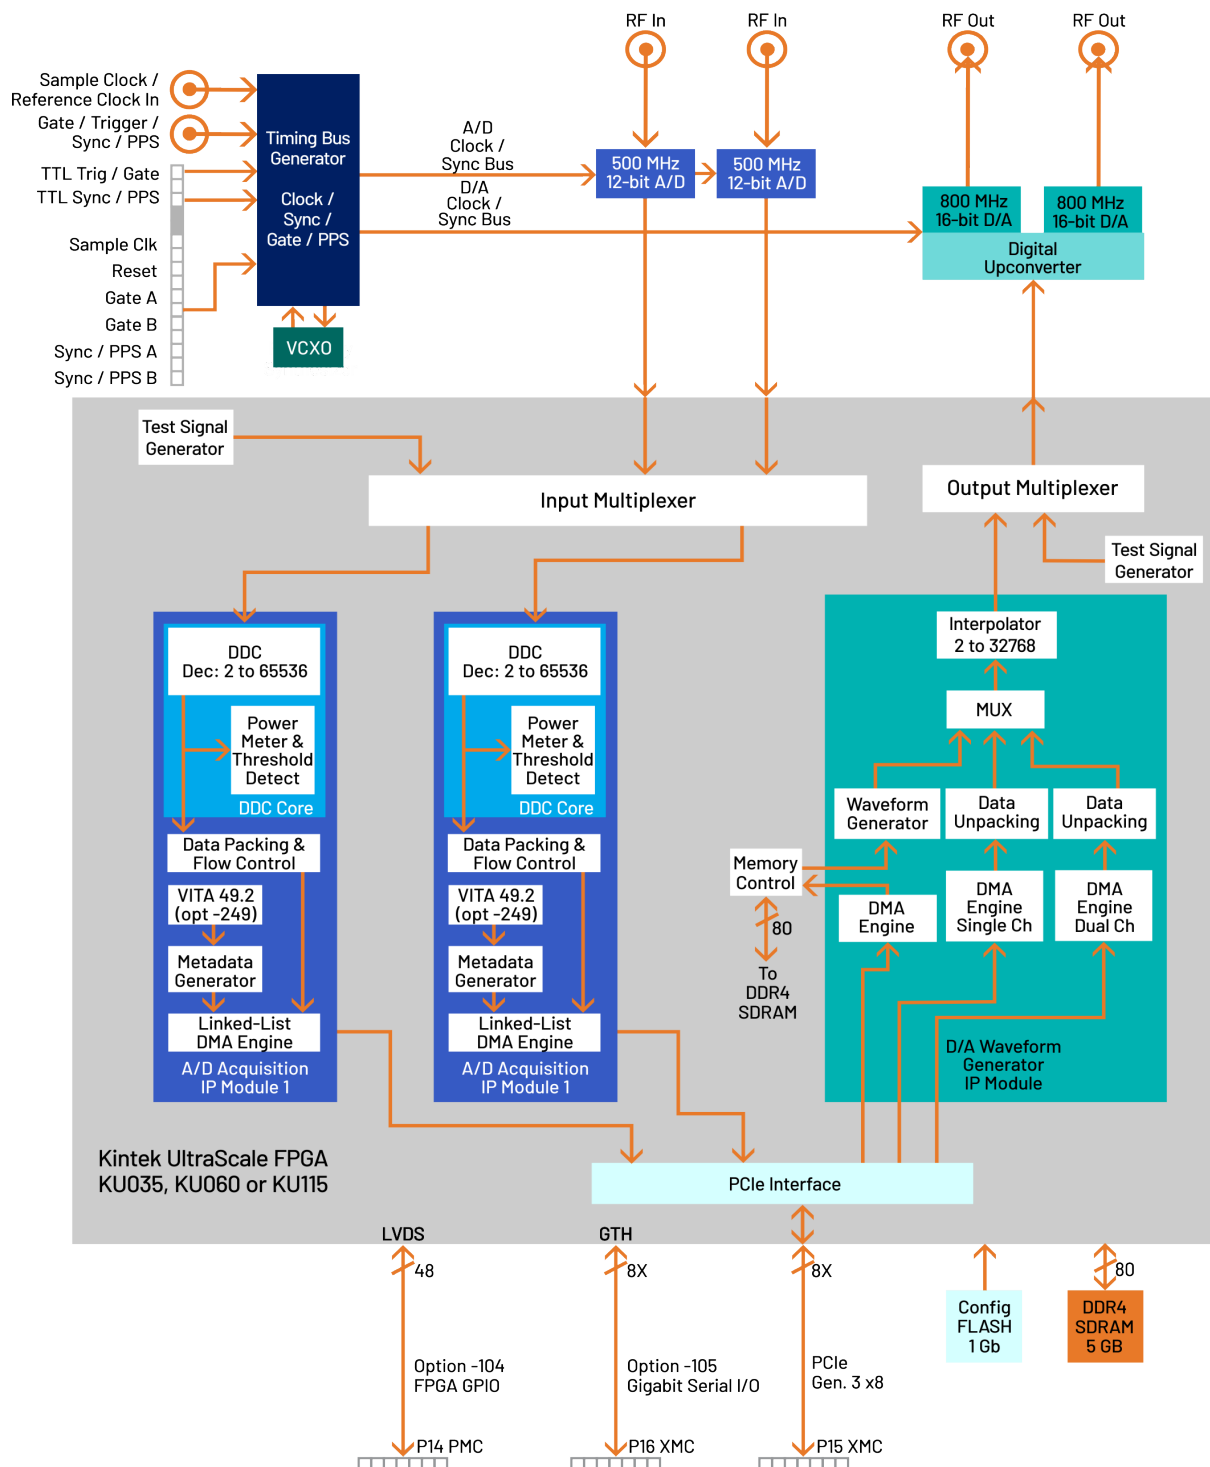 RF In
RF In
RF Out
RF Out
Sample Clock /
Reference Clock In
Gate / Trigger /
Sync / PPS
TTL Trig / Gate
TTL Sync / PPS
Sample Clk
Reset
Gate A
Gate B
Sync / PPS A
Sync / PPS B
Timing Bus
Generator
Clock /
Sync /
Gate / PPS
VCXO
A/D
Clock /
Sync Bus
D/A
Clock /
Sync Bus
500 MHz
12-bit A/D
500 MHz
12-bit A/D
800 MHz
16-bit D/A
800 MHz
16-bit D/A
Digital
Upconverter
Test Signal
Generator
Input Multiplexer
Output Multiplexer
Test Signal
Generator
DDC
Dec: 2 to 65536
Power
Meter &
Threshold
Detect
DDC Core
Data Packing &
Flow Control
VITA 49.2
(opt -249)
Metadata
Generator
Linked-List
DMA Engine
A/D Acquisition
IP Module 1
DDC
Dec: 2 to 65536
Power
Meter &
Threshold
Detect
DDC Core
Data Packing &
Flow Control
VITA 49.2
(opt -249)
Metadata
Generator
Linked-List
DMA Engine
A/D Acquisition
IP Module 1
Interpolator
2 to 32768
MUX
Waveform
Generator
Data
Unpacking
Data
Unpacking
Memory
Control
DMA
Engine
DMA
Engine
Single Ch
DMA
Engine
Dual Ch
80
To
DDR4
SDRAM
D/A Waveform
Generator
IP Module
Kintek UltraScale FPGA
KU035, KU060 or KU115
PCIe Interface
LVDS
GTH
48
8X
8X
80
Config
FLASH
1 Gb
DDR4
SDRAM
5 GB
Option -104
FPGA GPIO
Option -105
Gigabit Serial I/O
PCIe
Gen. 3 x8
P14 PMC
P16 XMC
P15 XMC